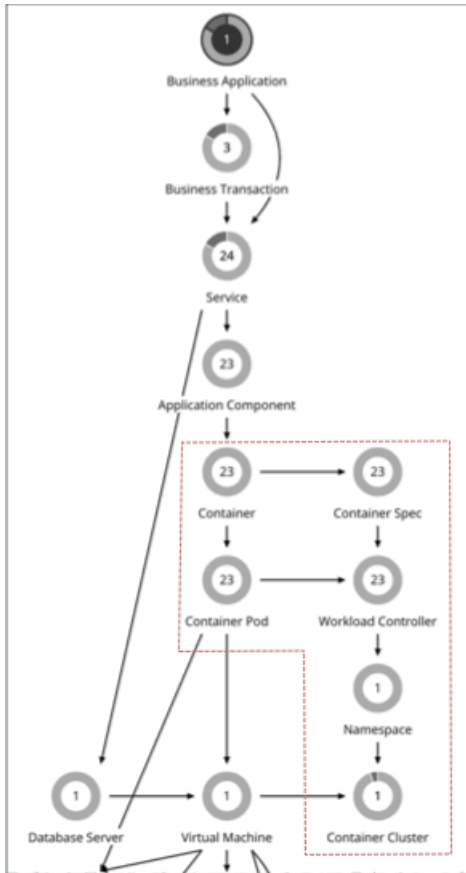 1
Business Application
3
Business Transaction
24
Service
23
Application Component
23 23
Container Container Spec
23 23
Container Pod Workload Controller
1
Namespace
1 1 1
Database Server Virtual Machine Container Cluster